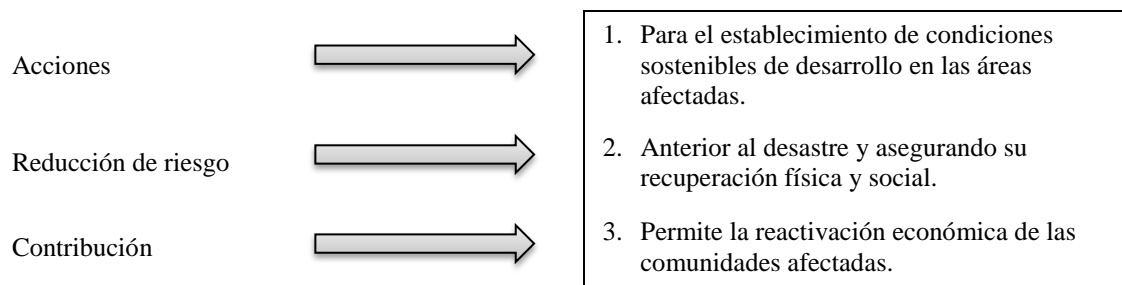 Acciones
1. Para el establecimiento de condiciones
sostenibles de desarrollo en las áreas
afectadas.
Reducción de riesgo
2. Anterior al desastre y asegurando su
recuperación física y social.
Contribución
3. Permite la reactivación económica de las
comunidades afectadas.